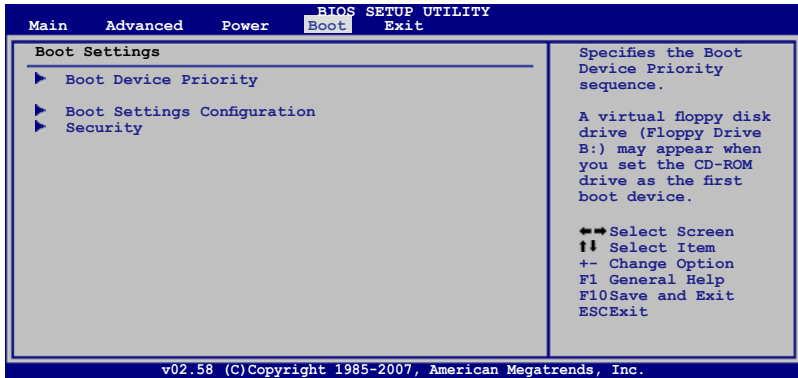 BIOS SETUP UTILITY
Main Advanced Power Boot Exit
Boot Settings
Boot Device Priority
Boot Settings Configuration
Security
Specifies the Boot
Device Priority
sequence.
A virtual floppy disk
drive (Floppy Drive
B:) may appear when
you set the CD-ROM
drive as the first
boot device.
←→Select Screen
↑↓ Select Item
+- Change Option
F1 General Help
F10Save and Exit
ESCExit
v02.58 (C)Copyright 1985-2007, American Megatrends, Inc.